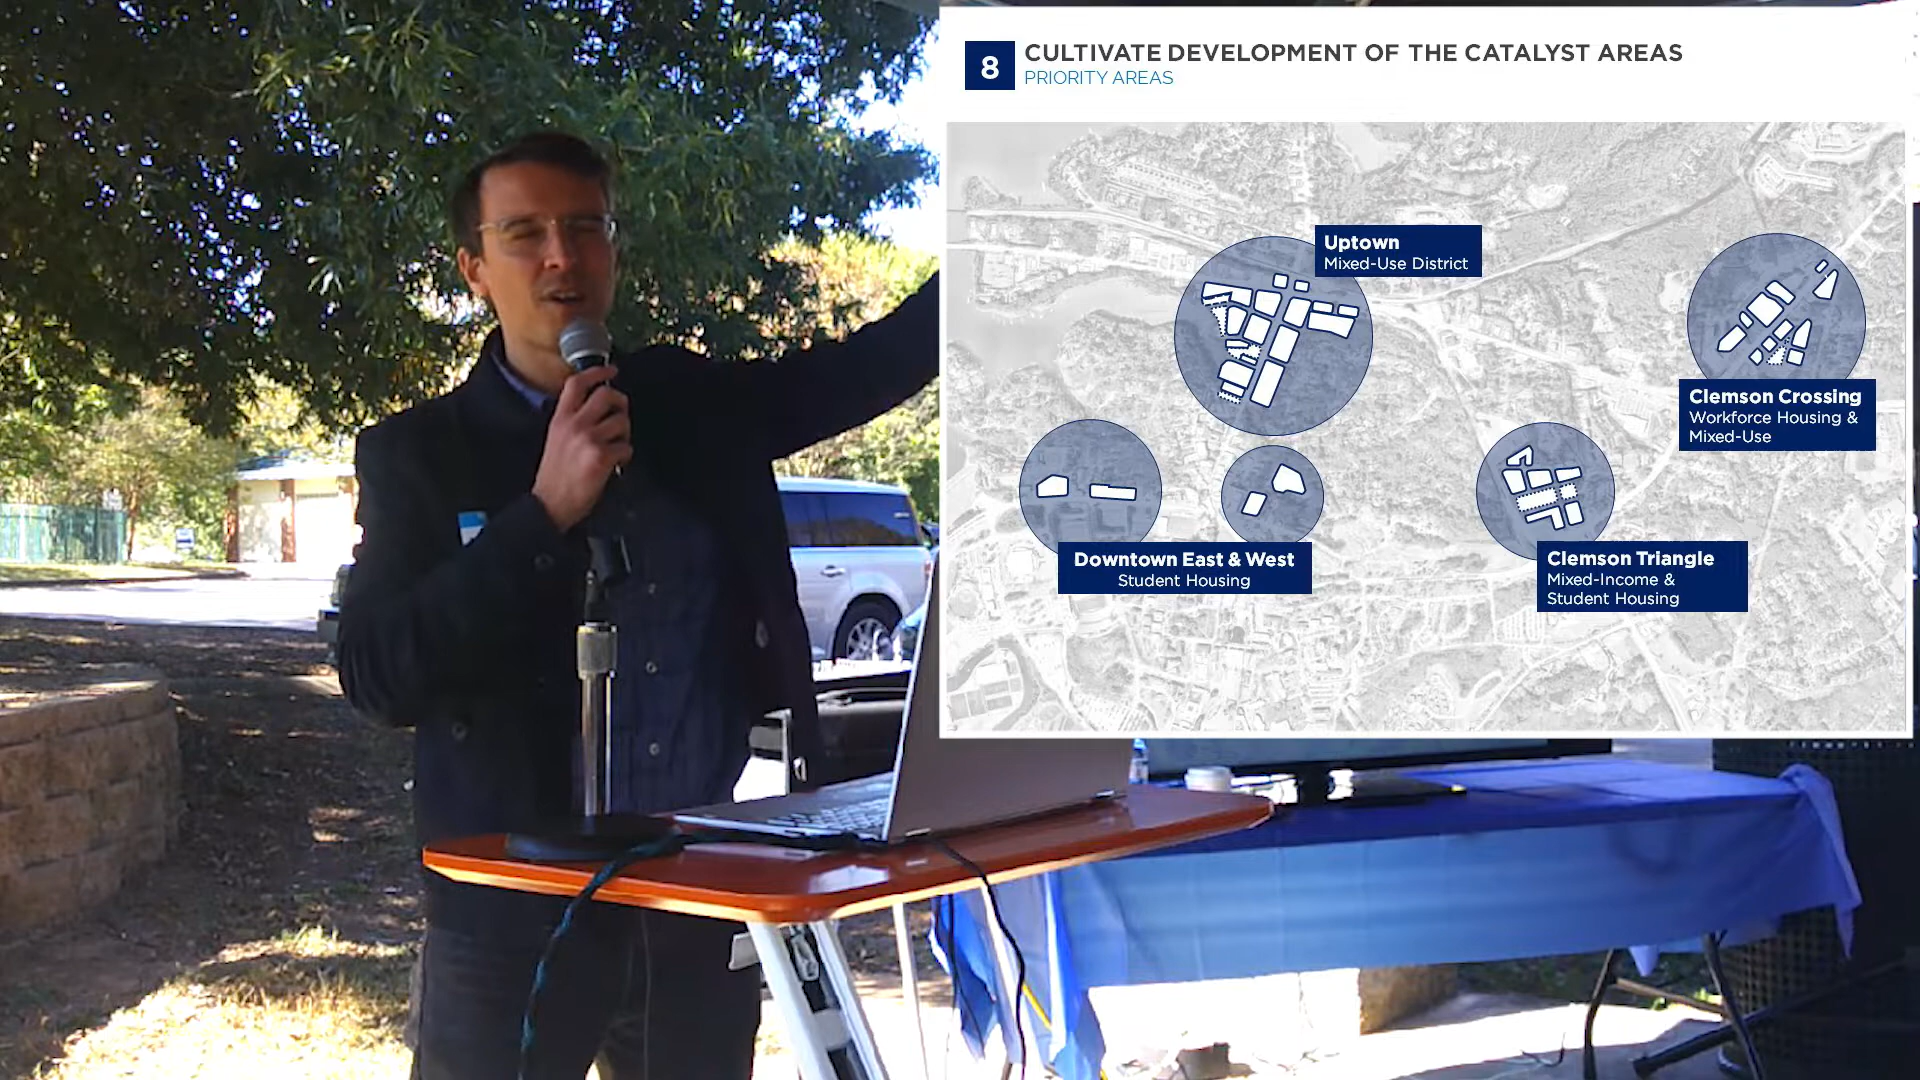 8
CULTIVATE DEVELOPMENT OF THE CATALYST AREAS
PRIORITY AREAS
Uptown
Mixed-Use District
Clemson Crossing
Workforce Housing &
Mixed-Use
Downtown East & West
Student Housing
Clemson Triangle
Mixed-Income &
Student Housing